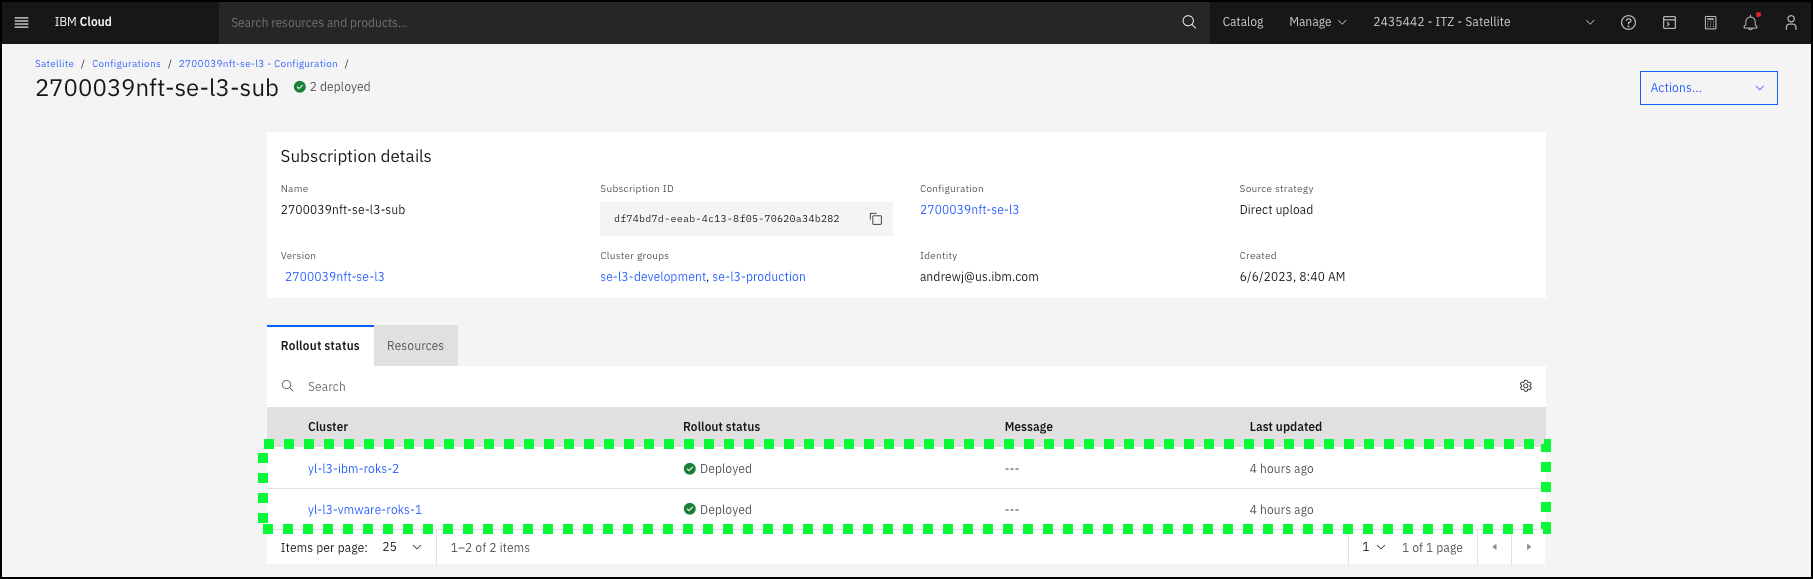 IBM Cloud
Search resources and products...
Catalog
Manage
2435442 - ITZ - Satellite
Satellite / Configurations / 2700039nft-se-l3 - Configuration /
2700039nft-se-l3-sub
2 deployed
Actions...
Subscription details
Name
Subscription ID
Configuration
Source strategy
2700039nft-se-l3-sub
df74bd7d-eeab-4c13-8f05-70620a34b282
2700039nft-se-l3
Direct upload
Version
Cluster groups
Identity
Created
2700039nft-se-l3
se-l3-development, se-l3-production
andrewj@us.ibm.com
6/6/2023, 8:40 AM
Rollout status
Resources
Search
Cluster
Rollout status
Message
Last updated
yl-l3-ibm-roks-2
Deployed
---
4 hours ago
yl-l3-vmware-roks-1
Deployed
---
4 hours ago
Items per page: 25
1–2 of 2 items
1
1 of 1 page